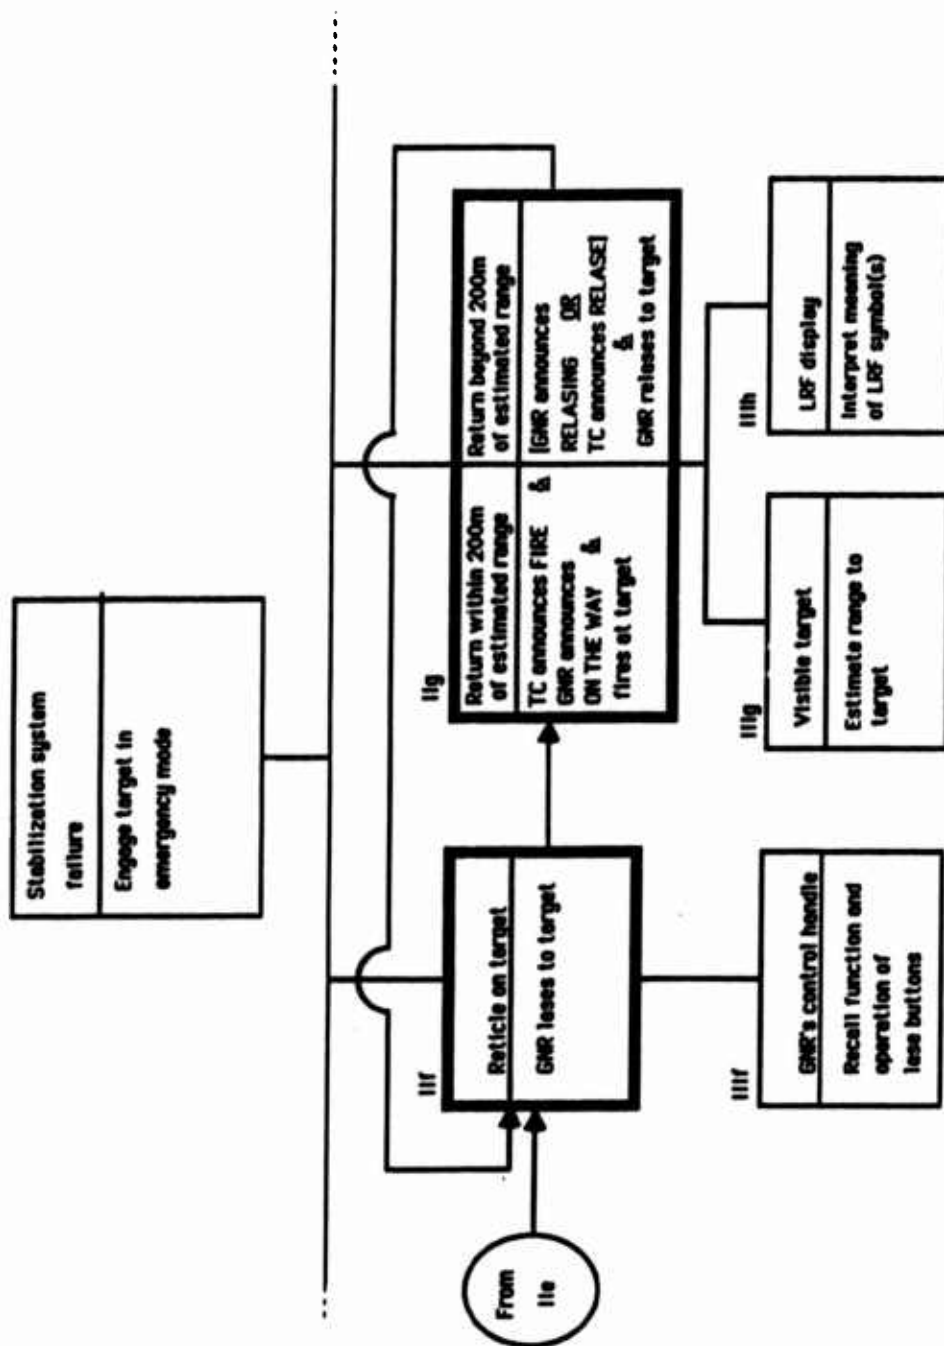 Stabilization system
failure
Engage target in
emergency mode
From
IIe
IIf
Reticle on target
GNR lases to target
IIg
Return within 200m
of estimated range
TC announces FIRE &
GNR announces
ON THE WAY &
fires at target
Return beyond 200m
of estimated range
[GNR announces
RELASING OR
TC announces RELASE]
&
GNR relases to target
IIIf
GNR's control handle
Recall function and
operation of
lase buttons
IIIg
Visible target
Estimate range to
target
IIIh
LRF display
Interpret meaning
of LRF symbol(s)